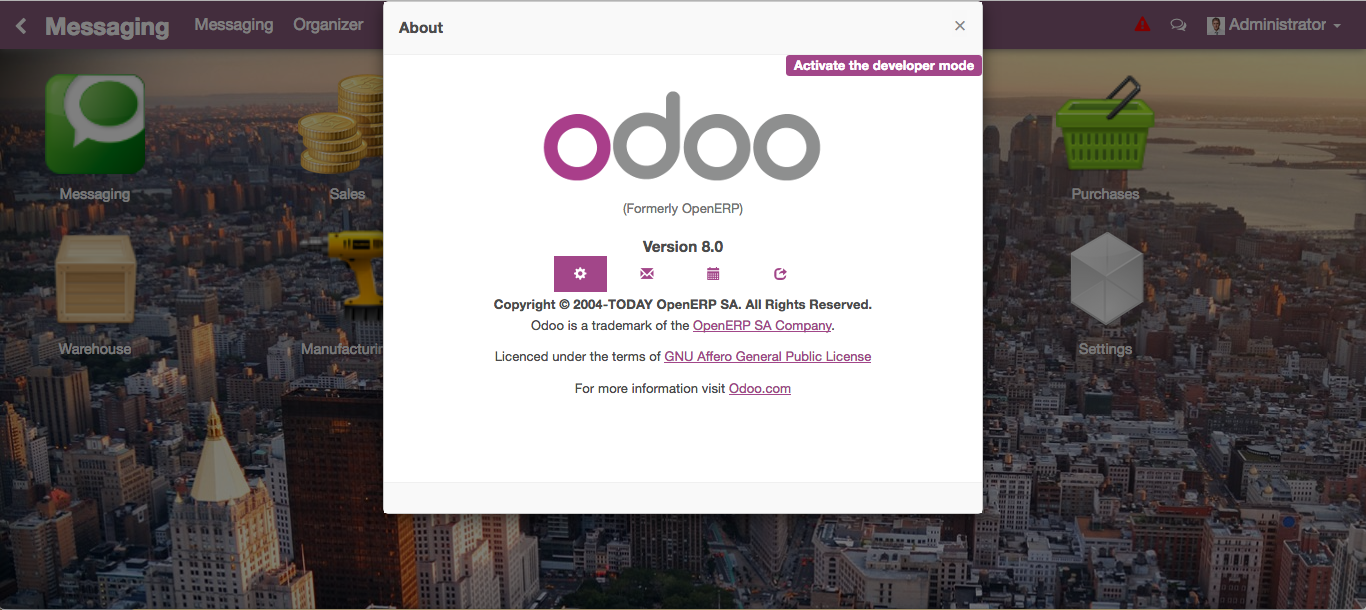 Messaging Messaging Organizer
Administrator
About
×
Activate the developer mode
odoo
(Formerly OpenERP)
Version 8.0
Copyright © 2004-TODAY OpenERP SA. All Rights Reserved.
Odoo is a trademark of the OpenERP SA Company.
Licenced under the terms of GNU Affero General Public License
For more information visit Odoo.com
Messaging
Sales
Purchases
Warehouse
Manufacturin
Settings